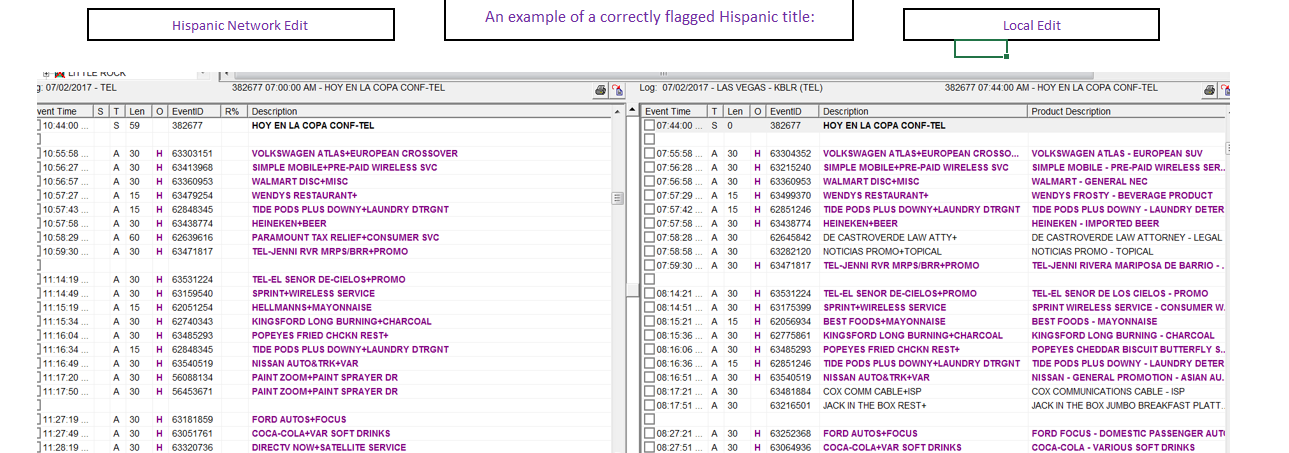 Hispanic Network Edit
An example of a correctly flagged Hispanic title:
Local Edit
LITTLE ROCK
g: 07/02/2017 - TEL 382677 07:00:00 AM - HOY EN LA COPA CONF-TEL
vent Time S T Len O EventID R% Description
10:44:00 ... S 59 382677 HOY EN LA COPA CONF-TEL
10:55:58 ... A 30 H 63303151 VOLKSWAGEN ATLAS+EUROPEAN CROSSOVER
10:56:27 ... A 30 H 63413968 SIMPLE MOBILE+PRE-PAID WIRELESS SVC
10:56:57 ... A 30 H 63360953 WALMART DISC+MISC
10:57:27 ... A 15 H 63479254 WENDYS RESTAURANT+
10:57:43 ... A 15 H 62848345 TIDE PODS PLUS DOWNY+LAUNDRY DTRGNT
10:57:58 ... A 30 H 63438774 HEINEKEN+BEER
10:58:29 ... A 60 H 62639616 PARAMOUNT TAX RELIEF+CONSUMER SVC
10:59:30 ... A 30 H 63471817 TEL-JENNI RVR MRPS/BRR+PROMO
11:14:19 ... A 30 H 63531224 TEL-EL SENOR DE-CIELOS+PROMO
11:14:49 ... A 30 H 63159540 SPRINT+WIRELESS SERVICE
11:15:19 ... A 15 H 62051254 HELLMANNS+MAYONNAISE
11:15:34 ... A 30 H 62740343 KINGSFORD LONG BURNING+CHARCOAL
11:16:04 ... A 30 H 63485293 POPEYES FRIED CHCKN REST+
11:16:34 ... A 15 H 62848345 TIDE PODS PLUS DOWNY+LAUNDRY DTRGNT
11:16:49 ... A 30 H 63540519 NISSAN AUTO&TRK+VAR
11:17:20 ... A 30 H 56088134 PAINT ZOOM+PAINT SPRAYER DR
11:17:50 ... A 30 H 56453671 PAINT ZOOM+PAINT SPRAYER DR
11:27:19 ... A 30 H 63181859 FORD AUTOS+FOCUS
11:27:49 ... A 30 H 63051761 COCA-COLA+VAR SOFT DRINKS
11:28:19 ... A 30 H 63320736 DIRECTV NOW+SATELLITE SERVICE
Log: 07/02/2017 - LAS VEGAS - KBLR (TEL) 382677 07:44:00 AM - HOY EN LA COPA CONF-TEL
Event Time T Len O EventID Description Product Description
07:44:00 ... S 0 382677 HOY EN LA COPA CONF-TEL
07:55:58 ... A 30 H 63304352 VOLKSWAGEN ATLAS+EUROPEAN CROSSO... VOLKSWAGEN ATLAS - EUROPEAN SUV
07:56:28 ... A 30 H 63215240 SIMPLE MOBILE+PRE-PAID WIRELESS SVC SIMPLE MOBILE - PRE-PAID WIRELESS SER...
07:56:58 ... A 30 H 63360953 WALMART DISC+MISC WALMART - GENERAL NEC
07:57:29 ... A 15 H 63499370 WENDYS RESTAURANT+ WENDYS FROSTY - BEVERAGE PRODUCT
07:57:42 ... A 15 H 62851246 TIDE PODS PLUS DOWNY+LAUNDRY DTRGNT TIDE PODS PLUS DOWNY - LAUNDRY DETER
07:57:58 ... A 30 H 63438774 HEINEKEN+BEER HEINEKEN - IMPORTED BEER
07:58:28 ... A 30 62645842 DE CASTROVERDE LAW ATTY+ DE CASTROVERDE LAW ATTORNEY - LEGAL
07:58:58 ... A 30 63282120 NOTICIAS PROMO+TOPICAL NOTICIAS PROMO - TOPICAL
07:59:30 ... A 30 H 63471817 TEL-JENNI RVR MRPS/BRR+PROMO TEL-JENNI RIVERA MARIPOSA DE BARRIO - .
08:14:21 ... A 30 H 63531224 TEL-EL SENOR DE-CIELOS+PROMO TEL-EL SENOR DE LOS CIELOS - PROMO
08:14:51 ... A 30 H 63175399 SPRINT+WIRELESS SERVICE SPRINT WIRELESS SERVICE - CONSUMER W.
08:15:21 ... A 15 H 62056934 BEST FOODS+MAYONNAISE BEST FOODS - MAYONNAISE
08:15:36 ... A 30 H 62775861 KINGSFORD LONG BURNING+CHARCOAL KINGSFORD LONG BURNING - CHARCOAL
08:16:06 ... A 30 H 63485293 POPEYES FRIED CHCKN REST+ POPEYES CHEDDAR BISCUIT BUTTERFLY S...
08:16:36 ... A 15 H 62851246 TIDE PODS PLUS DOWNY+LAUNDRY DTRGNT TIDE PODS PLUS DOWNY - LAUNDRY DETER
08:16:51 ... A 30 H 63540519 NISSAN AUTO&TRK+VAR NISSAN - GENERAL PROMOTION - ASIAN AU.
08:17:21 ... A 30 63481884 COX COMM CABLE+ISP COX COMMUNICATIONS CABLE - ISP
08:17:51 ... A 30 63216501 JACK IN THE BOX REST+ JACK IN THE BOX JUMBO BREAKFAST PLATT...
08:27:21 ... A 30 H 63252368 FORD AUTOS+FOCUS FORD FOCUS - DOMESTIC PASSENGER AUT
08:27:51 ... A 30 H 63064936 COCA-COLA+VAR SOFT DRINKS COCA-COLA - VARIOUS SOFT DRINKS